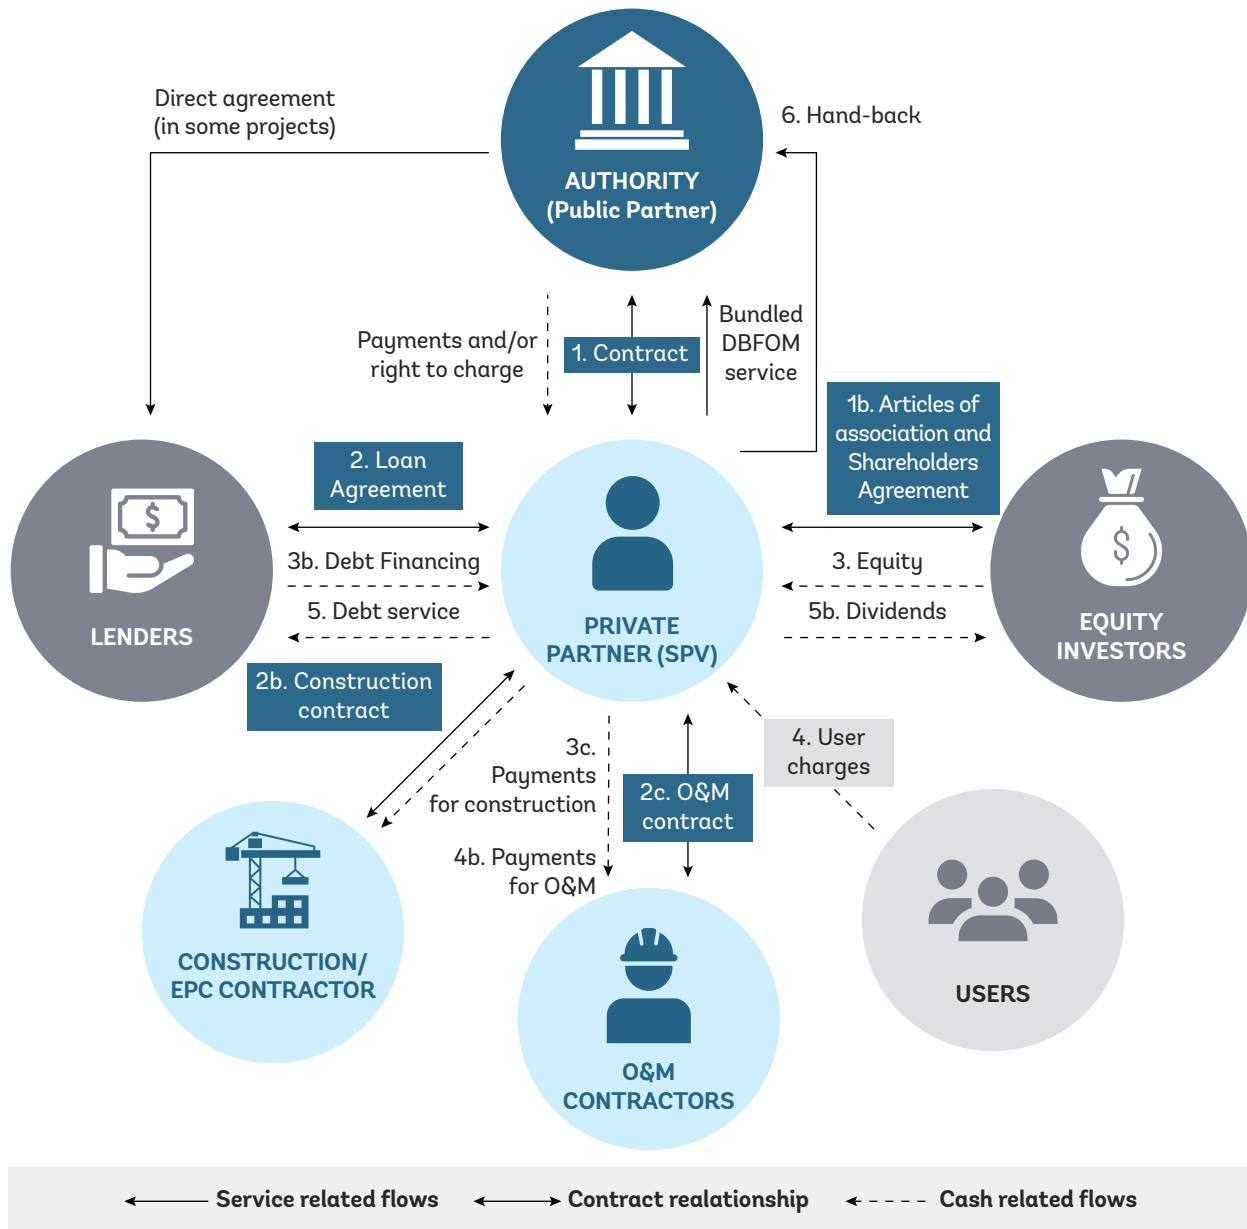 Direct agreement
(in some projects)
6. Hand-back
AUTHORITY
(Public Partner)
Payments and/or
right to charge
1. Contract
Bundled
DBFOM
service
1b. Articles of
association and
Shareholders
Agreement
2. Loan
Agreement
$
LENDERS
3b. Debt Financing
5. Debt service
PRIVATE
PARTNER (SPV)
3. Equity
5b. Dividends
$
EQUITY
INVESTORS
2b. Construction
contract
3c.
Payments
for construction
4b. Payments
for O&M
2c. O&M
contract
4. User
charges
CONSTRUCTION/
EPC CONTRACTOR
O&M
CONTRACTORS
USERS
Service related flows
Contract realationship
Cash related flows